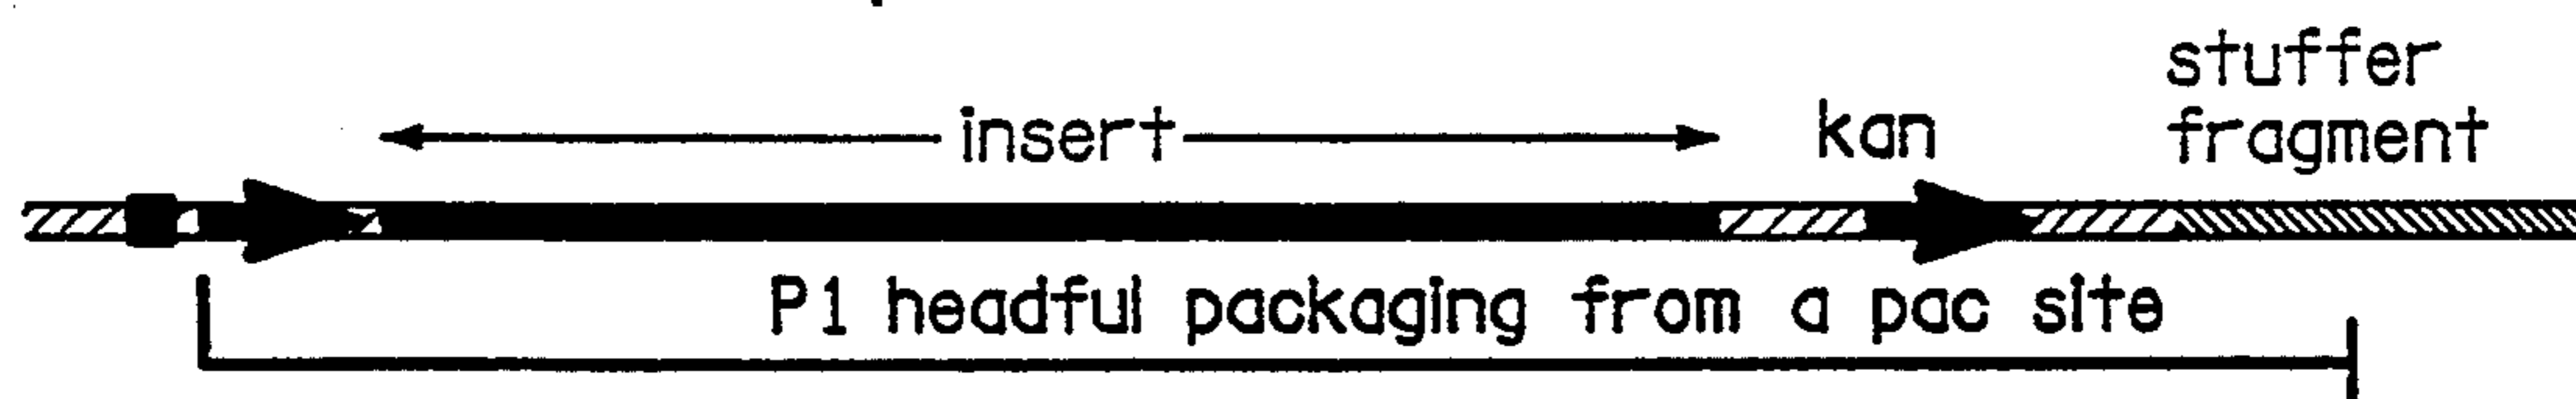 stuffer
insert kan fragment
P1 headful packaging from a pac site